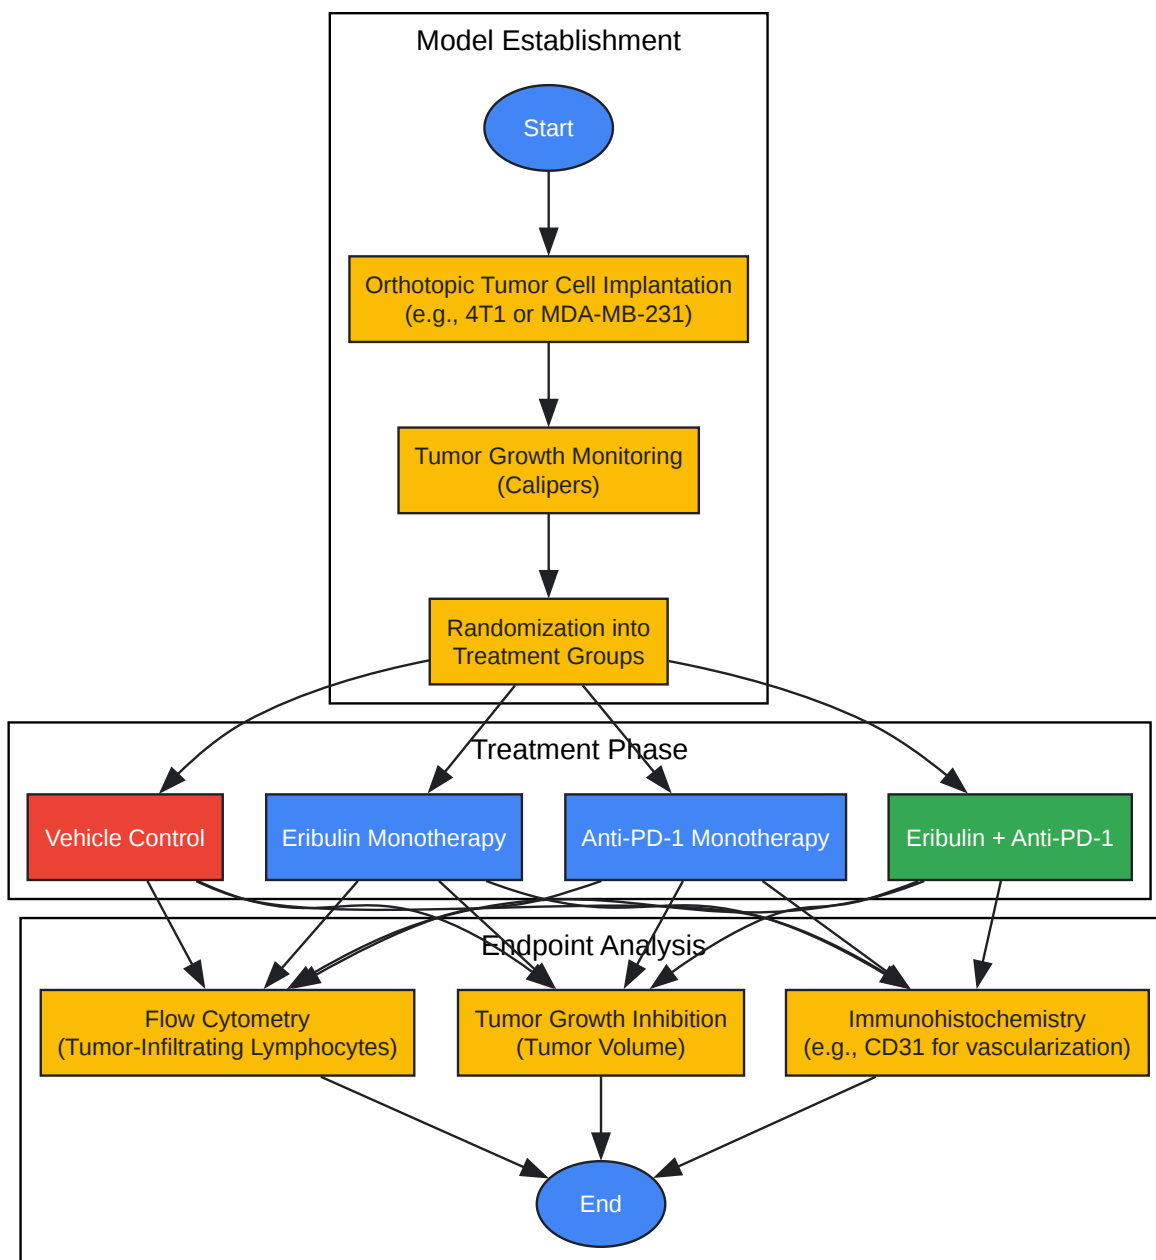 Model Establishment
Start
Orthotopic Tumor Cell Implantation
(e.g., 4T1 or MDA-MB-231)
Tumor Growth Monitoring
(Calipers)
Randomization into
Treatment Groups
Treatment Phase
Vehicle Control
Eribulin Monotherapy
Anti-PD-1 Monotherapy
Eribulin + Anti-PD-1
Endpoint Analysis
Flow Cytometry
(Tumor-Infiltrating Lymphocytes)
Tumor Growth Inhibition
(Tumor Volume)
Immunohistochemistry
(e.g., CD31 for vascularization)
End